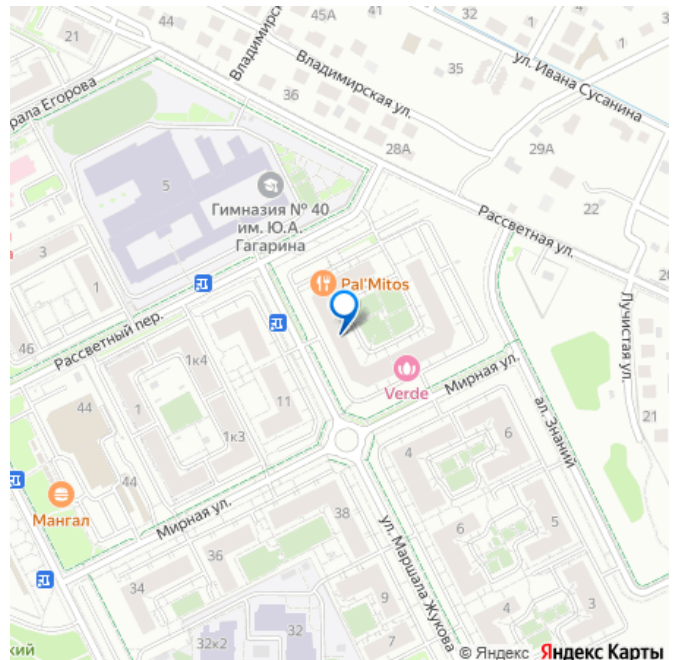 44
45А
32
21
1
Владимирская
Владимирская ул.
35
ул. Ивана Сусанина
рала Егорова
36
28А
29А
5
Гимназия № 40
им. Ю.А.
Гагарина
22
Рассветная ул.
3
1
Pal'Mitos
Лучистая ул.
Рассветный пер.
46
1к4
44
1
11
Verde
Мирная ул.
21
1к3
4
6
ал. Знаний
44
Мангал
Мирная ул.
38
6
5
ул. Маршала Жукова
36
34
9
3
4
32к2
32
7
кий
© Яндекс Яндекс Карты